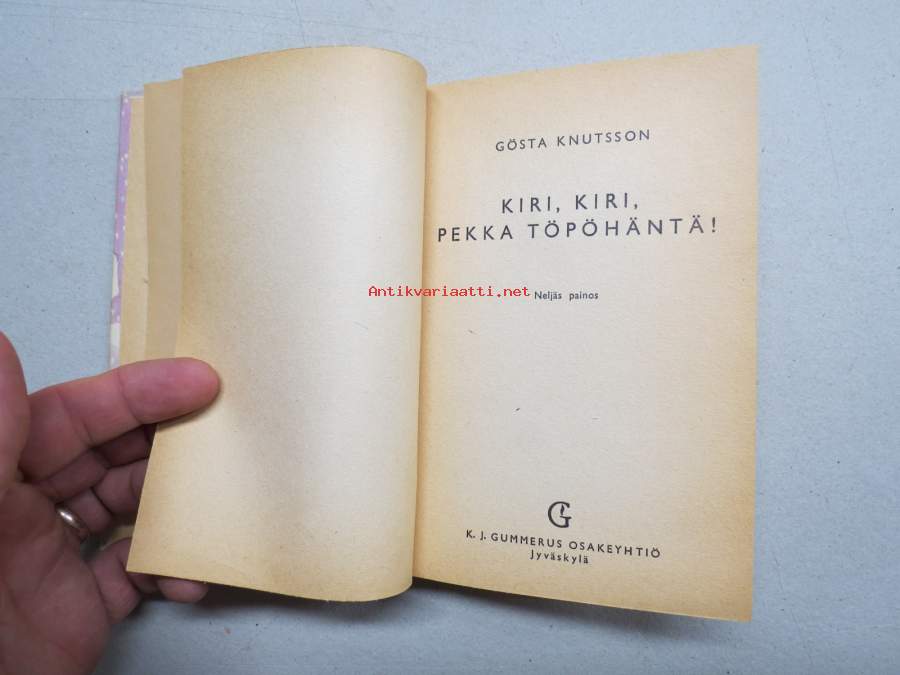 GÖSTA KNUTSSON
KIRI, KIRI,
PEKKA TÖPÖHÄNTÄ!
Antikvariaatti.net
Neljäs painos
G
K. J. GUMMERUS OSAKEYHTIÖ
Jyväskylä